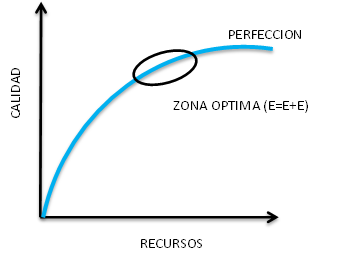 PERFECCION
CALIDAD
ZONA OPTIMA (E=E+E)
RECURSOS